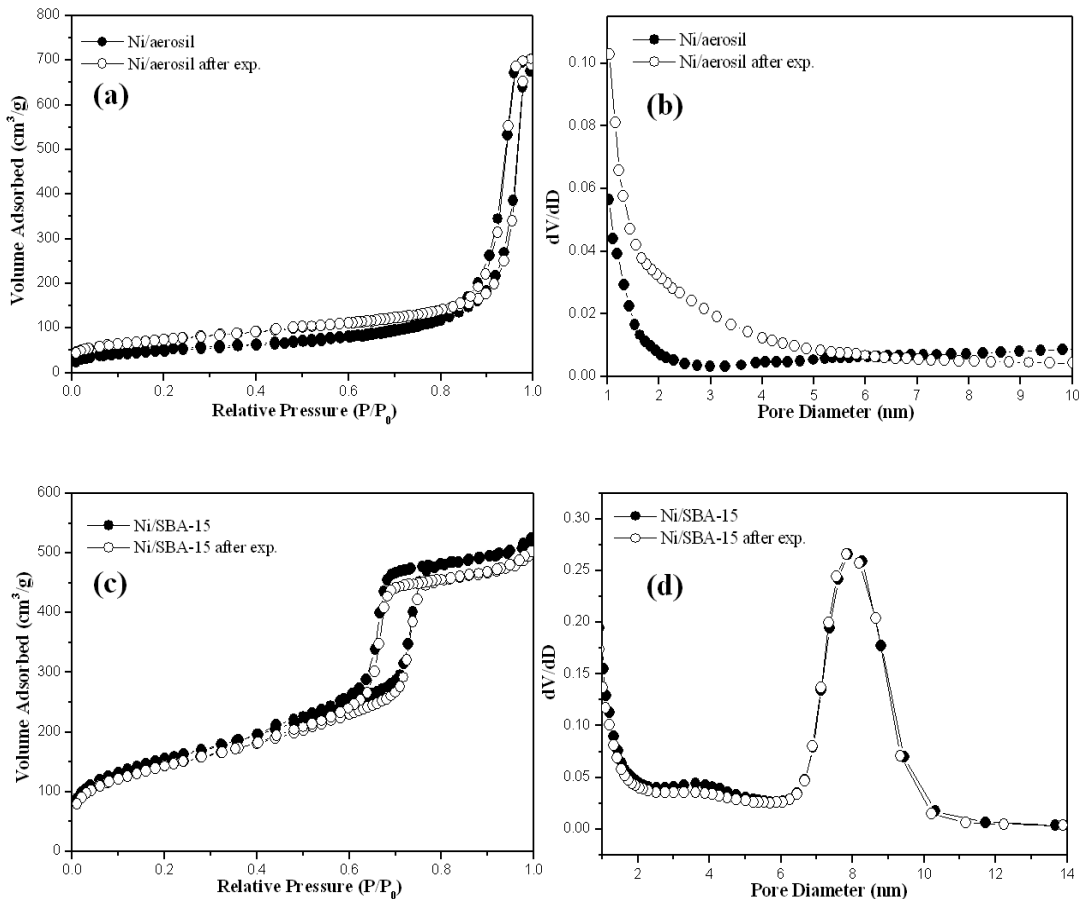 Ni/aerosil
Ni/aerosil after exp.
(a)
800
700
600
500
400
300
200
100
0
0.0 0.2 0.4 0.6 0.8 1.0
Volume Adsorbed (cm³/g)
Relative Pressure (P/P₀)
Ni/aerosil
Ni/aerosil after exp.
(b)
0.10
0.08
0.06
0.04
0.02
0.00
1 2 3 4 5 6 7 8 9 10
dV/dD
Pore Diameter (nm)
Ni/SBA-15
Ni/SBA-15 after exp.
(c)
600
500
400
300
200
100
0
0.0 0.2 0.4 0.6 0.8 1.0
Volume Adsorbed (cm³/g)
Relative Pressure (P/P₀)
Ni/SBA-15
Ni/SBA-15 after exp.
(d)
0.30
0.25
0.20
0.15
0.10
0.05
0.00
2 4 6 8 10 12 14
dV/dD
Pore Diameter (nm)